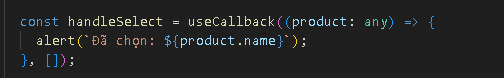 const handleSelect = useCallback((product: any) => {
  alert(`Đã chọn: ${product.name}`);
}, []);